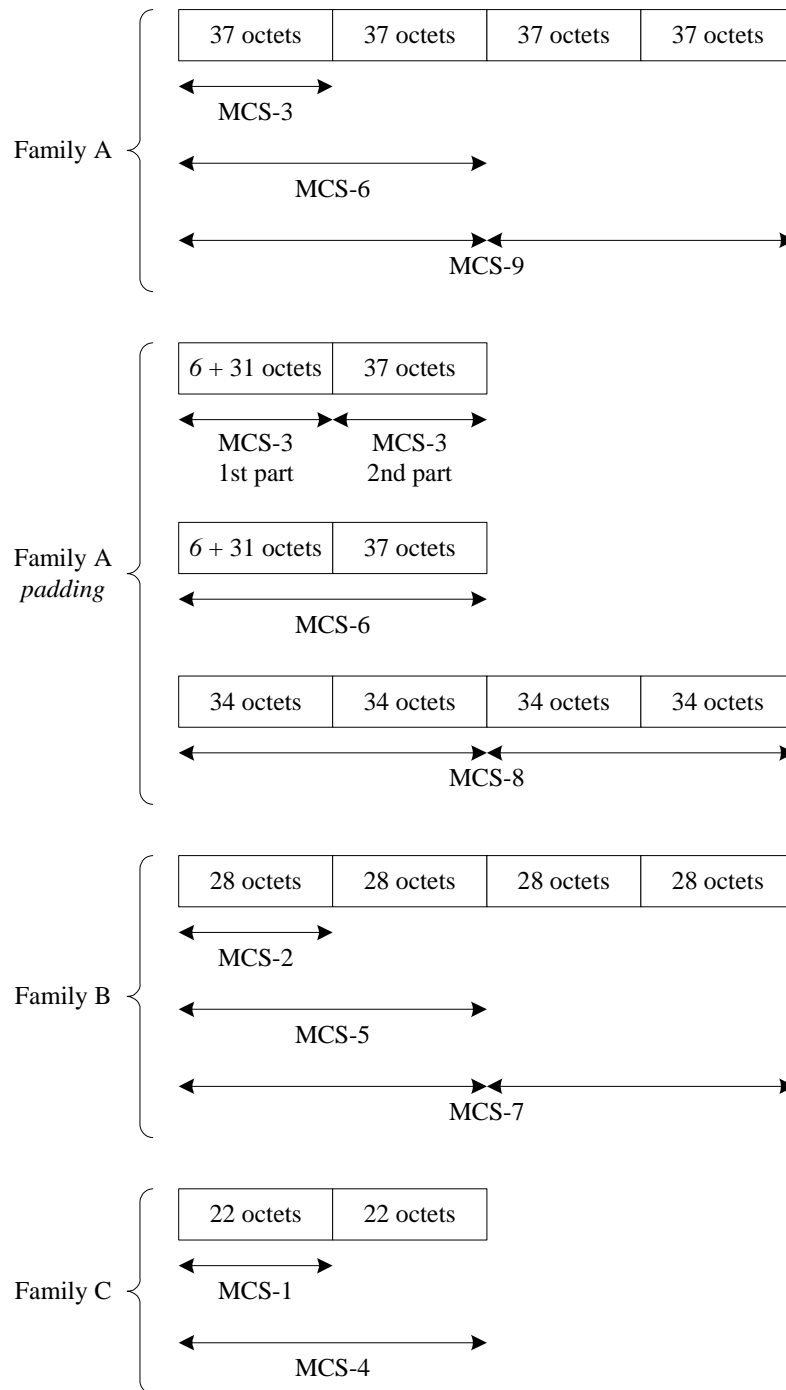 37 octets 37 octets 37 octets 37 octets
MCS-3
Family A
MCS-6
MCS-9
6 + 31 octets 37 octets
MCS-3 MCS-3
1st part 2nd part
6 + 31 octets 37 octets
Family A
padding
MCS-6
34 octets 34 octets 34 octets 34 octets
MCS-8
28 octets 28 octets 28 octets 28 octets
MCS-2
Family B
MCS-5
MCS-7
22 octets 22 octets
Family C
MCS-1
MCS-4